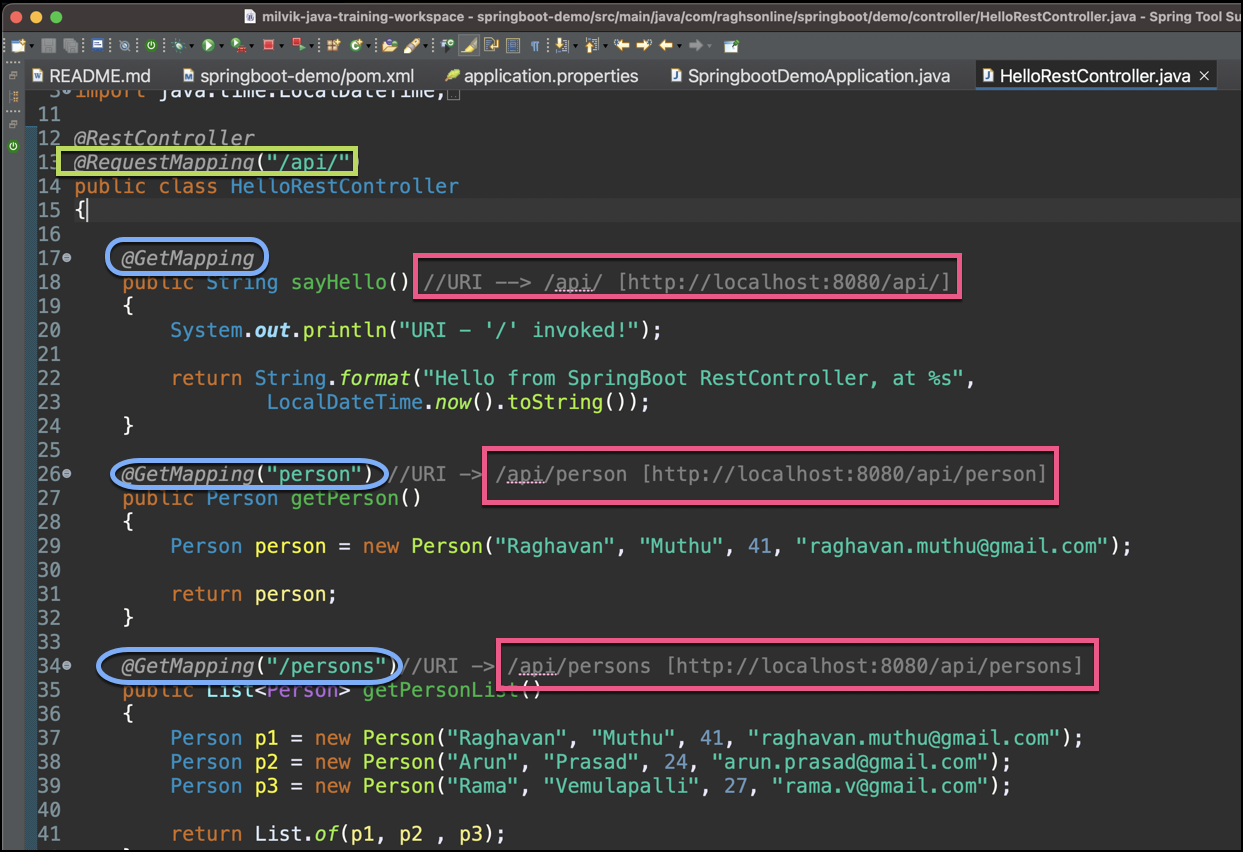 milvik-java-training-workspace - springboot-demo/src/main/java/com/raghsonline/springboot/demo/controller/HelloRestController.java - Spring Tool Su
README.md springboot-demo/pom.xml application.properties SpringbootDemoApplication.java HelloRestController.java
3 import java.time.LocalDateTime;
11
12 @RestController
13 @RequestMapping("/api/")
14 public class HelloRestController
15 {
16
17 @GetMapping
18 public String sayHello() //URI --> /api/ [http://localhost:8080/api/]
19 {
20 System.out.println("URI - '/' invoked!");
21
22 return String.format("Hello from SpringBoot RestController, at %s",
23 LocalDateTime.now().toString());
24 }
25
26 @GetMapping("person") //URI -> /api/person [http://localhost:8080/api/person]
27 public Person getPerson()
28 {
29 Person person = new Person("Raghavan", "Muthu", 41, "raghavan.muthu@gmail.com");
30
31 return person;
32 }
33
34 @GetMapping("/persons") //URI -> /api/persons [http://localhost:8080/api/persons]
35 public List<Person> getPersonList()
36 {
37 Person p1 = new Person("Raghavan", "Muthu", 41, "raghavan.muthu@gmail.com");
38 Person p2 = new Person("Arun", "Prasad", 24, "arun.prasad@gmail.com");
39 Person p3 = new Person("Rama", "Vemulapalli", 27, "rama.v@gmail.com");
40
41 return List.of(p1, p2 , p3);